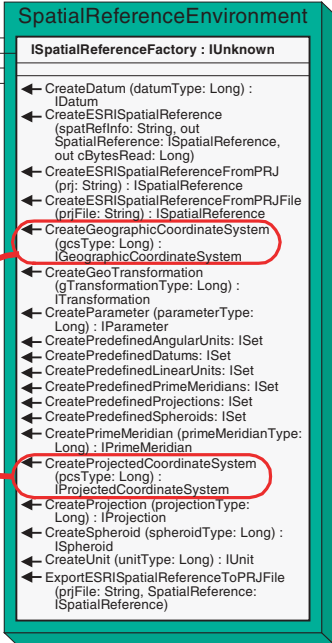 SpatialReferenceEnvironment
ISpatialReferenceFactory : IUnknown
CreateDatum (datumType: Long) :
IDatum
CreateESRISpatialReference
(spatRefInfo: String, out
SpatialReference: ISpatialReference,
out cBytesRead: Long)
CreateESRISpatialReferenceFromPRJ
(prj: String) : ISpatialReference
CreateESRISpatialReferenceFromPRJFile
(prjFile: String) : ISpatialReference
CreateGeographicCoordinateSystem
(gcsType: Long) :
IGeographicCoordinateSystem
CreateGeoTransformation
(gTransformationType: Long) :
ITransformation
CreateParameter (parameterType:
Long) : IParameter
CreatePredefinedAngularUnits: ISet
CreatePredefinedDatums: ISet
CreatePredefinedLinearUnits: ISet
CreatePredefinedPrimeMeridians: ISet
CreatePredefinedProjections: ISet
CreatePredefinedSpheroids: ISet
CreatePrimeMeridian (primeMeridianType:
Long) : IPrimeMeridian
CreateProjectedCoordinateSystem
(pcsType: Long) :
IProjectedCoordinateSystem
CreateProjection (projectionType:
Long) : IProjection
CreateSpheroid (spheroidType: Long) :
ISpheroid
CreateUnit (unitType: Long) : IUnit
ExportESRISpatialReferenceToPRJFile
(prjFile: String, SpatialReference:
ISpatialReference)